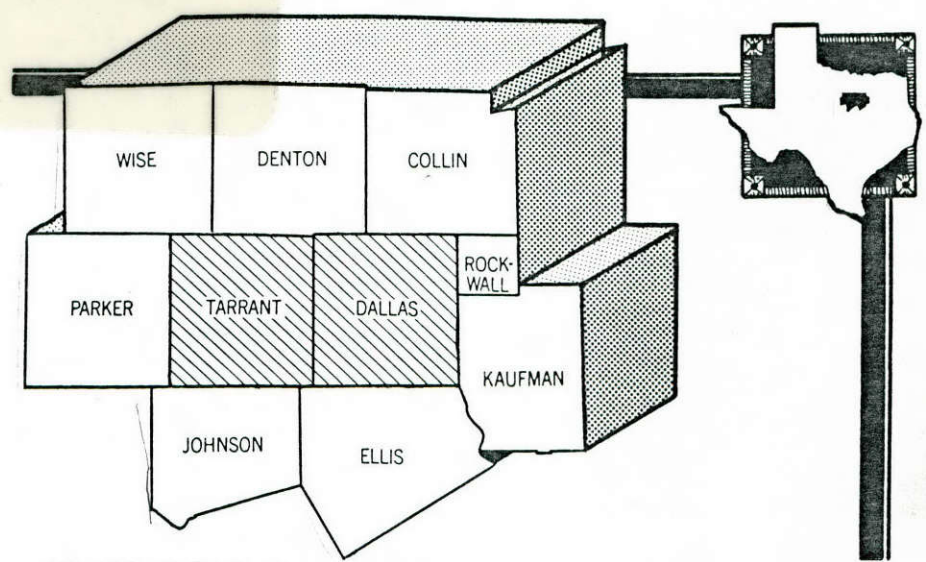 WISE
DENTON
COLLIN
PARKER
TARRANT
DALLAS
ROCK-
WALL
KAUFMAN
JOHNSON
ELLIS